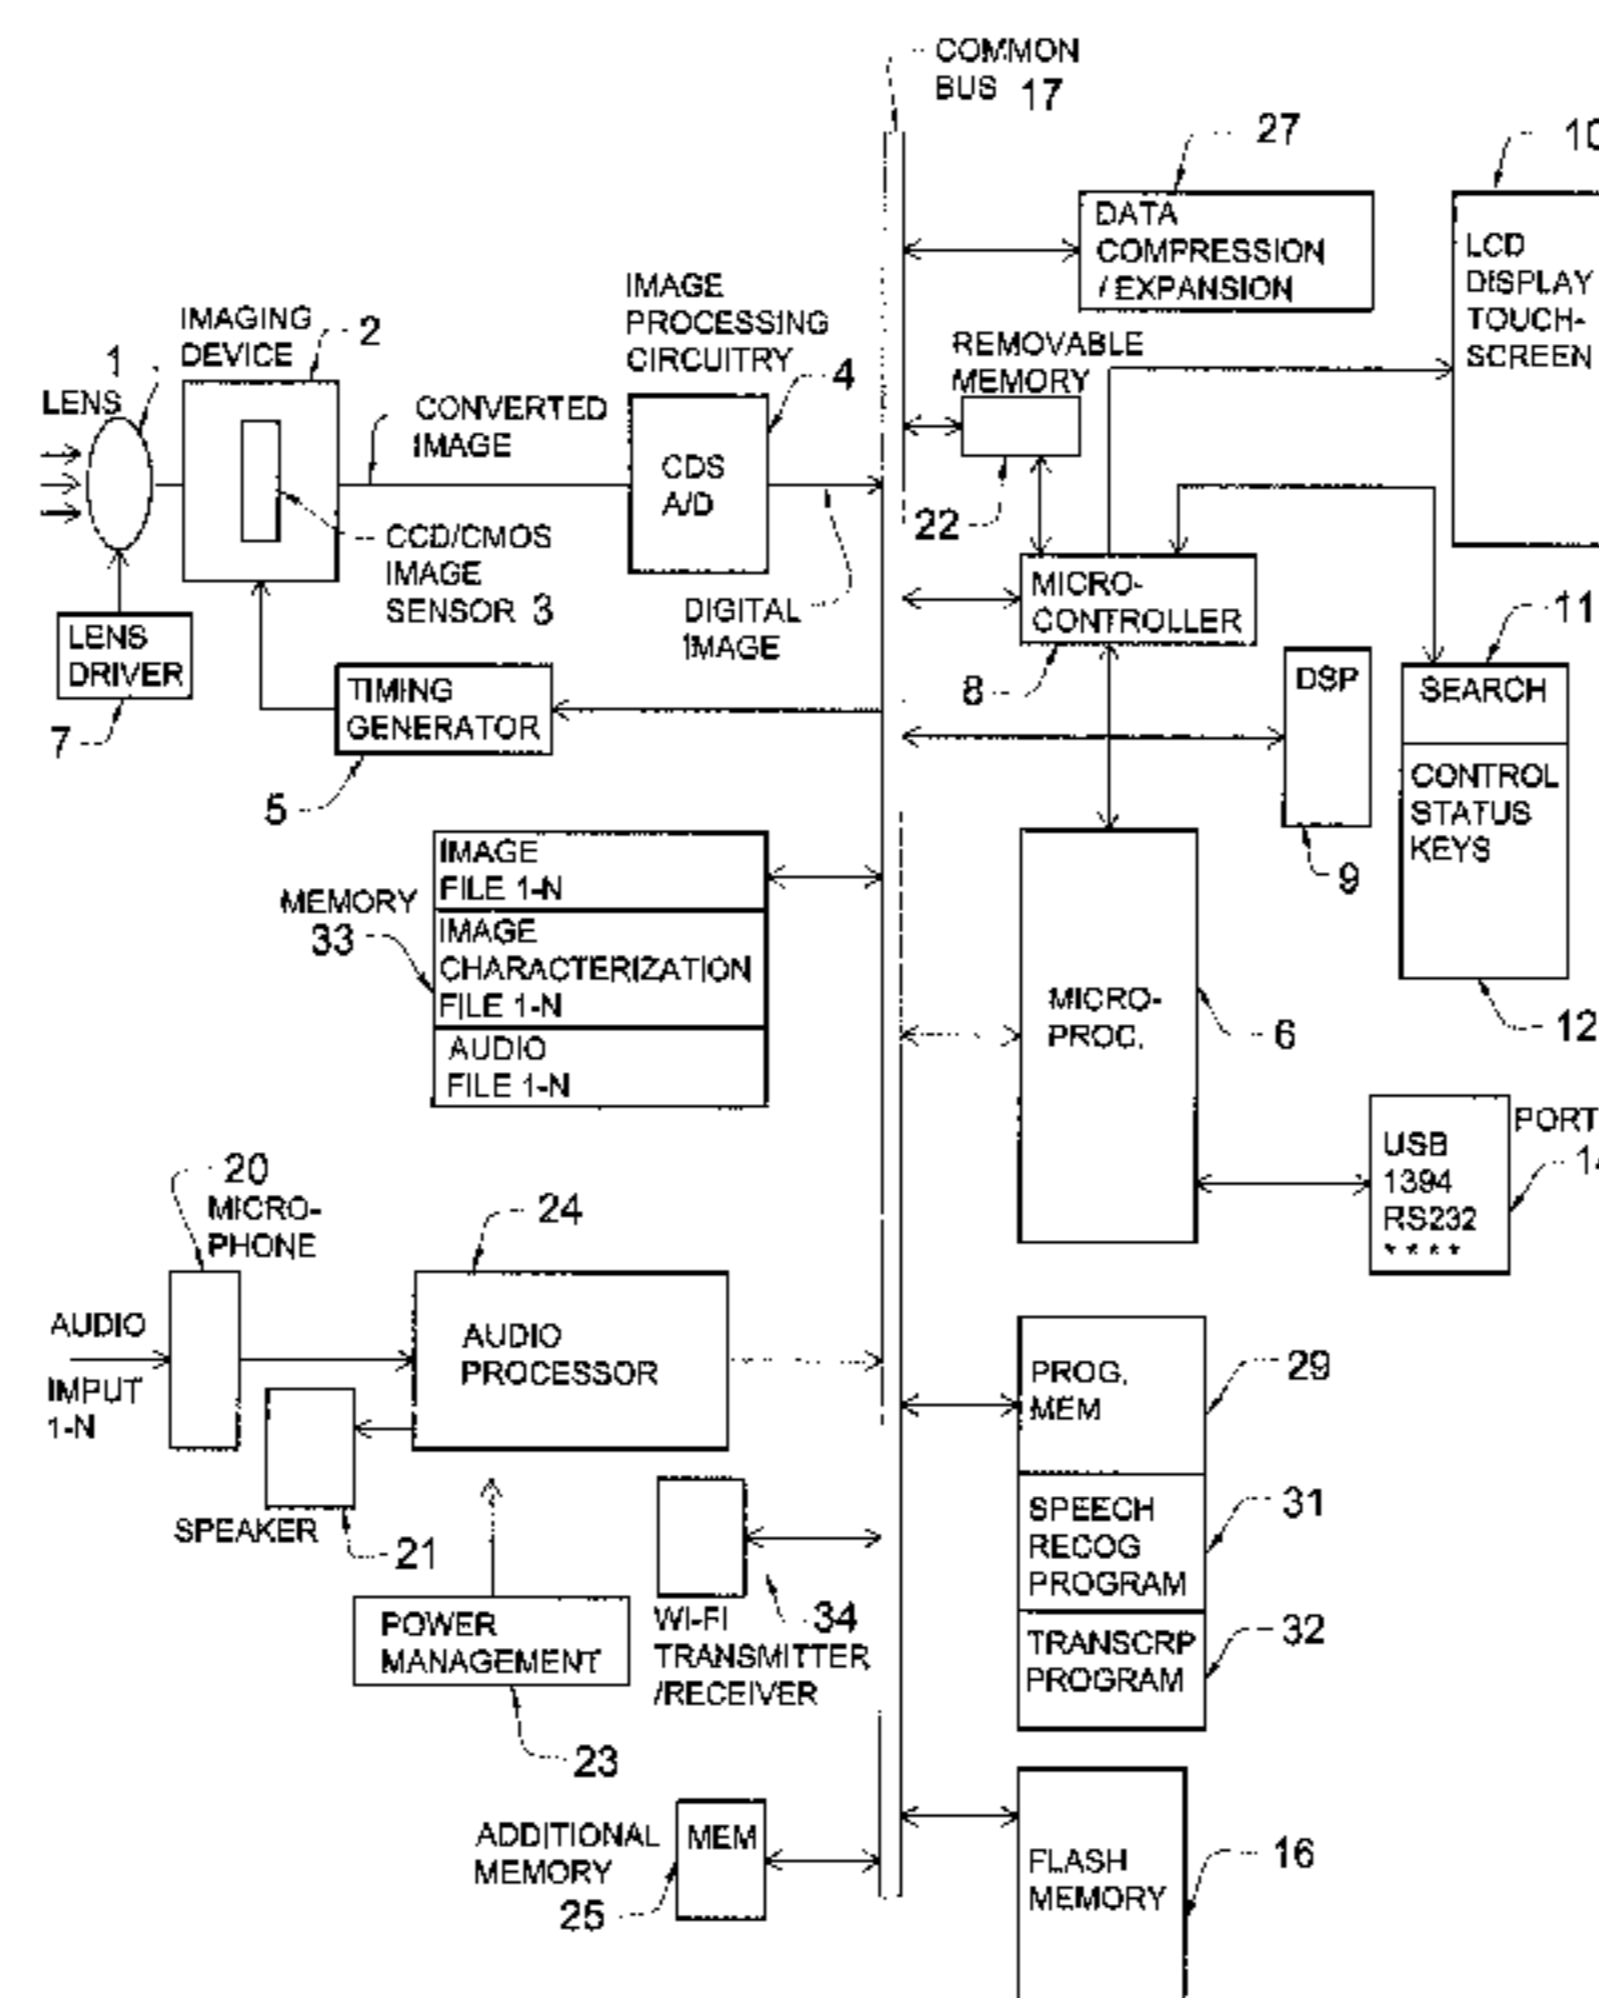 COMMON
BUS 17
27
10
DATA
COMPRESSION
/ EXPANSION
LCD
DISPLAY
TOUCH-
SCREEN
IMAGE
PROCESSING
CIRCUITRY
4
IMAGING
DEVICE
2
1
LENS
REMOVABLE
MEMORY
22
CONVERTED
IMAGE
CDS
A/D
CCD/CMOS
IMAGE
SENSOR 3
DIGITAL
IMAGE
MICRO-
CONTROLLER
8
LENS
DRIVER
7
TIMING
GENERATOR
5
DSP
9
11
SEARCH
CONTROL
STATUS
KEYS
12
MEMORY
33
IMAGE
FILE 1-N
IMAGE
CHARACTERIZATION
FILE 1-N
AUDIO
FILE 1-N
MICRO-
PROC.
6
PORT
USB
1394
RS232
* * * *
20
MICRO-
PHONE
24
AUDIO
IMPUT
1-N
AUDIO
PROCESSOR
SPEAKER
21
PROG.
MEM
29
SPEECH
RECOG
PROGRAM
31
TRANSCRP
PROGRAM
32
POWER
MANAGEMENT
23
34
WI-FI
TRANSMITTER
/RECEIVER
ADDITIONAL
MEMORY
25
MEM
FLASH
MEMORY
16